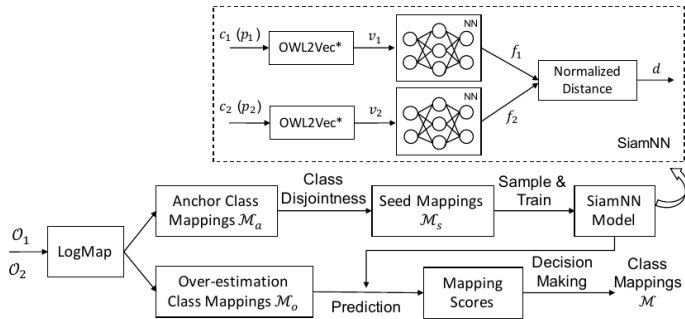 c₁ (p₁)
OWL2Vec*
v₁
NN
f₁
c₂ (p₂)
OWL2Vec*
v₂
NN
f₂
Normalized
Distance
d
SiamNN
𝒪₁
𝒪₂
LogMap
Anchor Class
Mappings ℳₐ
Class
Disjointness
Seed Mappings
ℳₛ
Sample &
Train
SiamNN
Model
Over-estimation
Class Mappings ℳₒ
Prediction
Mapping
Scores
Decision
Making
Class
Mappings
ℳ